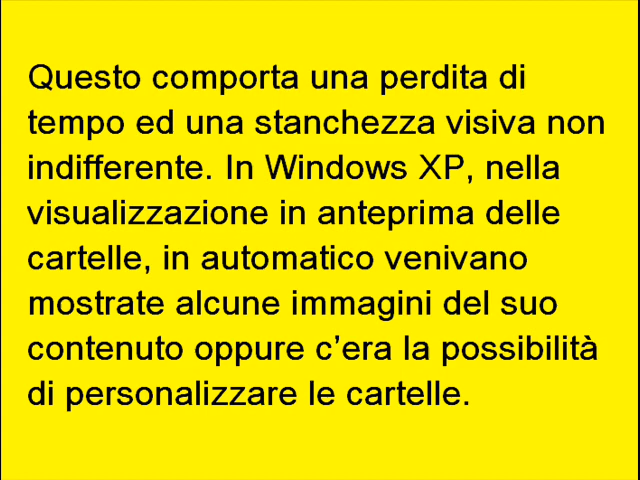 Questo comporta una perdita di
tempo ed una stanchezza visiva non
indifferente. In Windows XP, nella
visualizzazione in anteprima delle
cartelle, in automatico venivano
mostrate alcune immagini del suo
contenuto oppure c’era la possibilità
di personalizzare le cartelle.